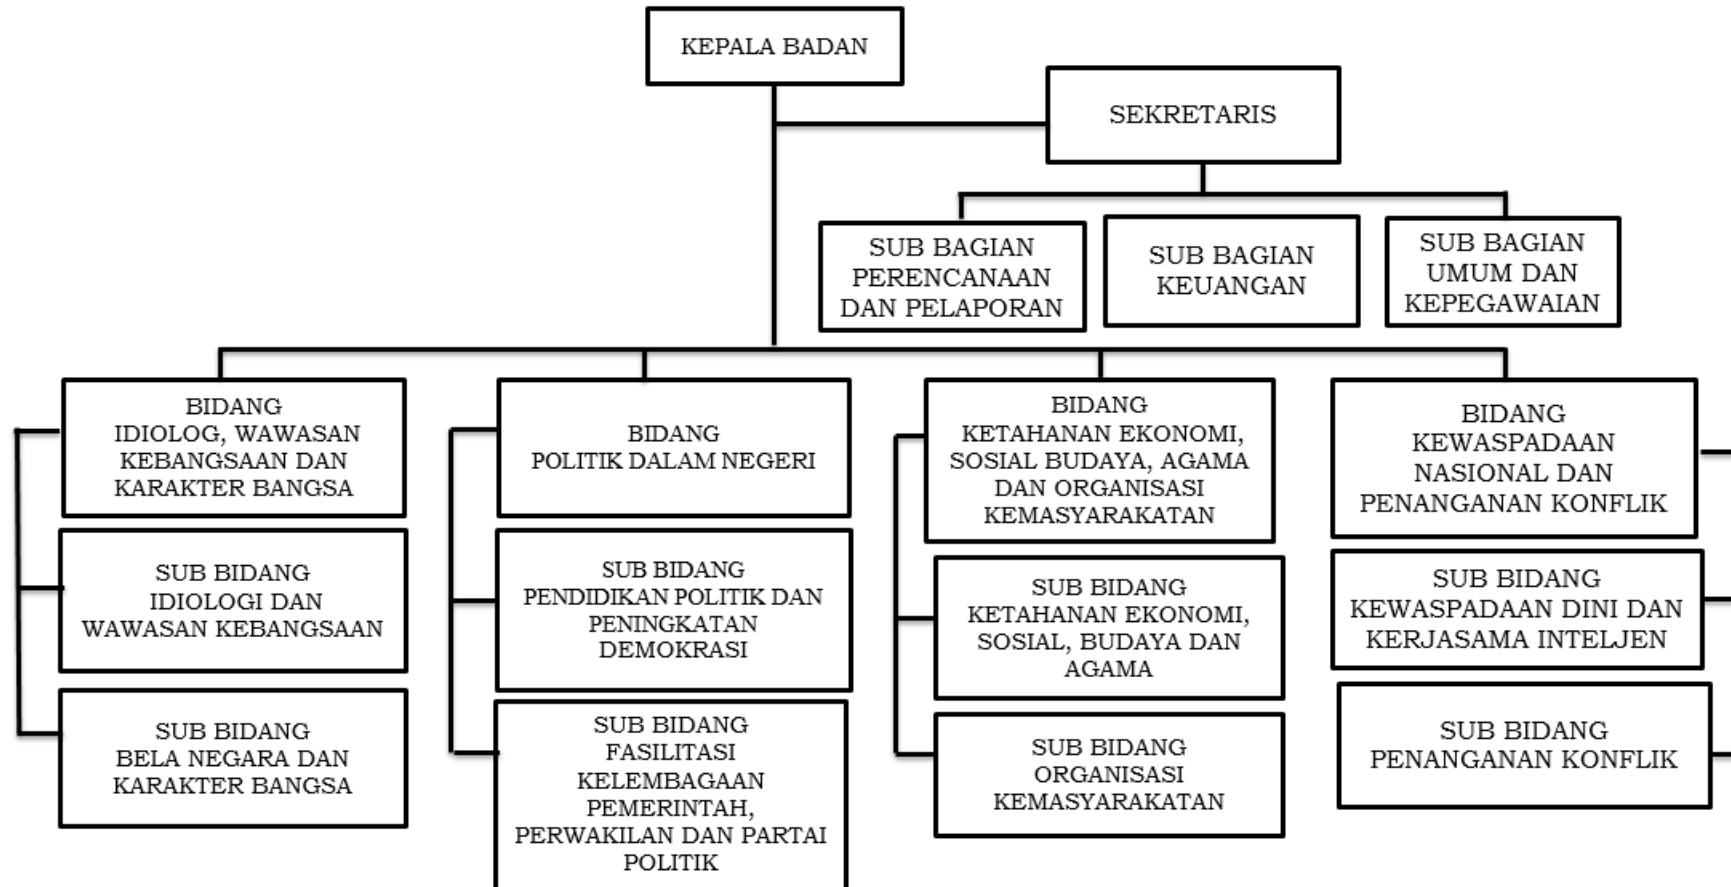 KEPALA BADAN
SEKRETARIS
SUB BAGIAN
PERENCANAAN
DAN PELAPORAN
SUB BAGIAN
KEUANGAN
SUB BAGIAN
UMUM DAN
KEPEGAWAIAN
BIDANG
IDIOLOG, WAWASAN
KEBANGSAAN DAN
KARAKTER BANGSA
BIDANG
POLITIK DALAM NEGERI
BIDANG
KETAHANAN EKONOMI,
SOSIAL BUDAYA, AGAMA
DAN ORGANISASI
KEMASYARAKATAN
BIDANG
KEWASPADAAN
NASIONAL DAN
PENANGANAN KONFLIK
SUB BIDANG
IDIOLOGI DAN
WAWASAN KEBANGSAAN
SUB BIDANG
PENDIDIKAN POLITIK DAN
PENINGKATAN
DEMOKRASI
SUB BIDANG
KETAHANAN EKONOMI,
SOSIAL, BUDAYA DAN
AGAMA
SUB BIDANG
KEWASPADAAN DINI DAN
KERJASAMA INTELJEN
SUB BIDANG
BELA NEGARA DAN
KARAKTER BANGSA
SUB BIDANG
FASILITASI
KELEMBAGAAN
PEMERINTAH,
PERWAKILAN DAN PARTAI
POLITIK
SUB BIDANG
ORGANISASI
KEMASYARAKATAN
SUB BIDANG
PENANGANAN KONFLIK